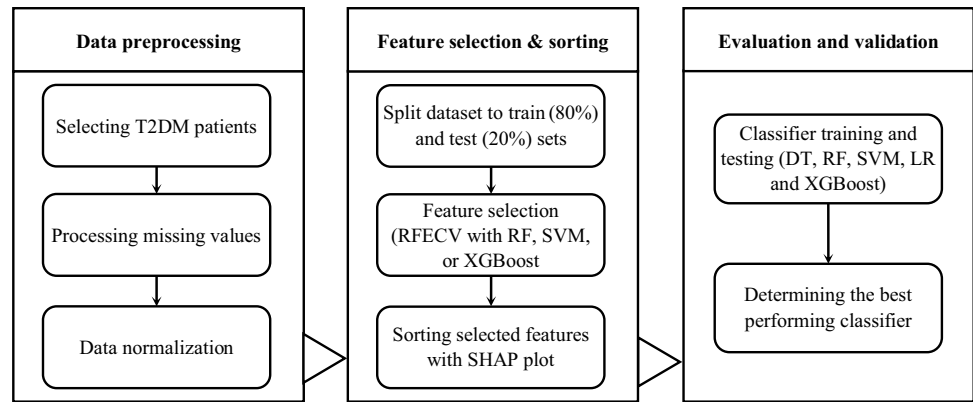 Data preprocessing
Selecting T2DM patients
Processing missing values
Data normalization
Feature selection & sorting
Split dataset to train (80%)
and test (20%) sets
Feature selection
(RFECV with RF, SVM,
or XGBoost
Sorting selected features
with SHAP plot
Evaluation and validation
Classifier training and
testing (DT, RF, SVM, LR
and XGBoost)
Determining the best
performing classifier